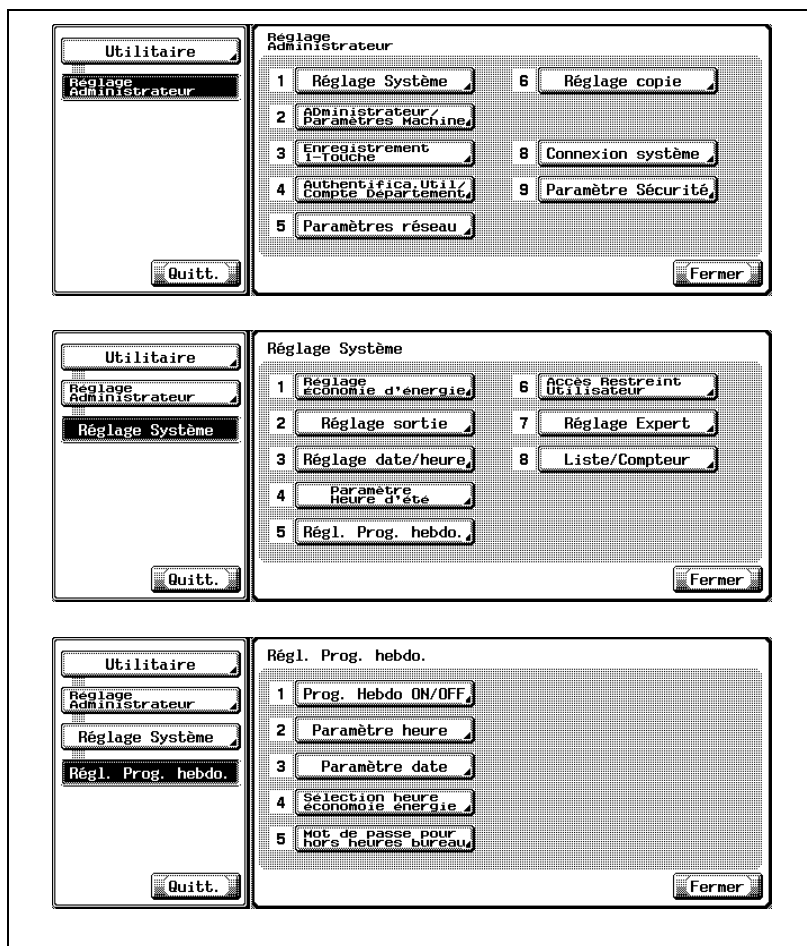 Utilitaire
Réglage
Administrateur
Quitt.
Réglage
Administrateur
1 Réglage Système
2 ADministrateur/
Paramètres Machine
3 Enregistrement
1-Touche
4 Authentifica.Util/
Compte Département
5 Paramètres réseau
6 Réglage copie
8 Connexion système
9 Paramètre Sécurité
Fermer
Utilitaire
Réglage
Administrateur
Réglage Système
Quitt.
Réglage Système
1 Réglage
économie d'énergie
2 Réglage sortie
3 Réglage date/heure
4 Paramètre
Heure d'été
5 Régl. Prog. hebdo.
6 Accès Restreint
Utilisateur
7 Réglage Expert
8 Liste/Compteur
Fermer
Utilitaire
Réglage
Administrateur
Réglage Système
Régl. Prog. hebdo.
Quitt.
Régl. Prog. hebdo.
1 Prog. Hebdo ON/OFF
2 Paramètre heure
3 Paramètre date
4 Sélection heure
économoie énergie
5 Mot de passe pour
hors heures bureau
Fermer